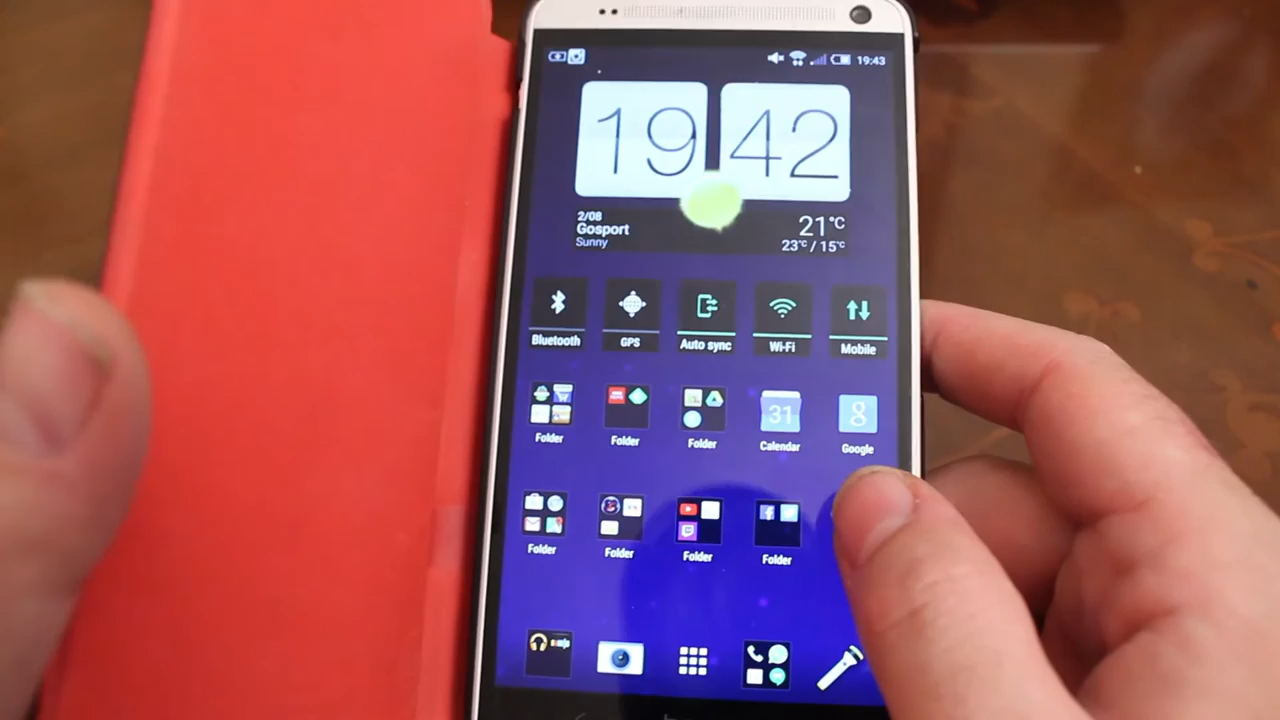 19:43
19 42
2/08
Gosport
Sunny
21°C
23°C / 15°C
Bluetooth
GPS
Auto sync
Wi-Fi
Mobile
31
8
Folder
Folder
Folder
Calendar
Google
Folder
Folder
Folder
Folder